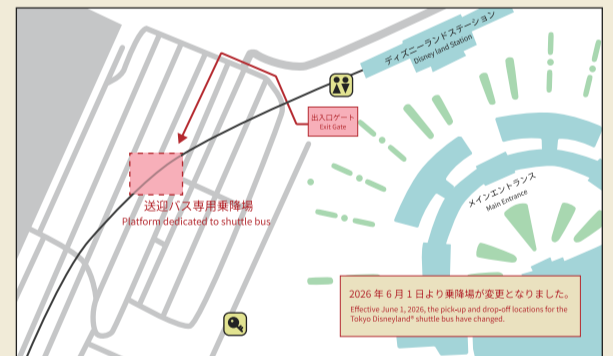 ディズニーランドステーション
Disney land Station
出入口ゲート
Exit Gate
送迎バス専用乗降場
Platform dedicated to shuttle bus
メインエントランス
Main Entrance
2026 年 6 月 1 日より乗降場が変更となりました。
Effective June 1, 2026, the pick-up and drop-off locations for the
Tokyo Disneyland® shuttle bus have changed.